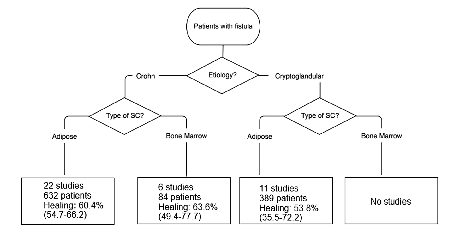 Patients with fistula
Etiology?
Crohn
Cryptoglandular
Type of SC?
Type of SC?
Adipose
Bone Marrow
Adipose
Bone Marrow
22 studies
632 patients
Healing: 60.4%
(54.7-66.2)
6 studies
84 patients
Healing: 63.6%
(49.4-77.7)
11 studies
389 patients
Healing: 53.8%
(35.5-72.2)
No studies